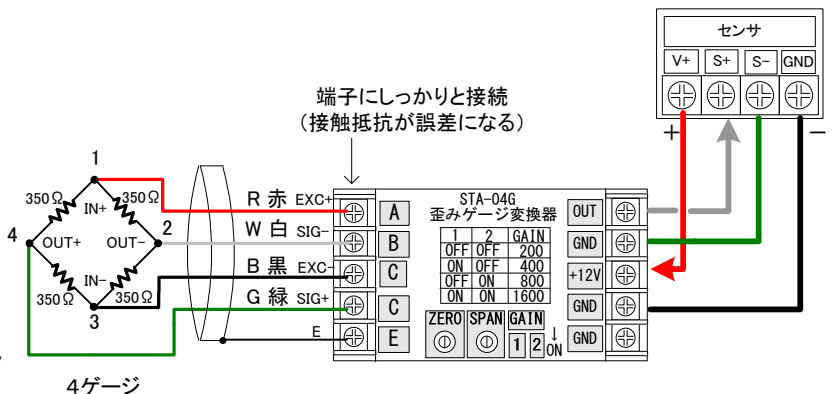 センサ
V+ S+ S- GND
+ -
端子にしっかりと接続
(接触抵抗が誤差になる)
1
350Ω 350Ω
IN+
4 OUT+ OUT- 2
IN-
350Ω 350Ω
3
4ゲージ
R 赤 EXC+
W 白 SIG-
B 黒 EXC-
G 緑 SIG+
E
A
B
C
C
E
STA-04G
歪みゲージ変換器
1 2 GAIN
OFF OFF 200
ON OFF 400
OFF ON 800
ON ON 1600
ZERO SPAN GAIN
1 2 ↓ON
OUT
GND
+12V
GND
GND